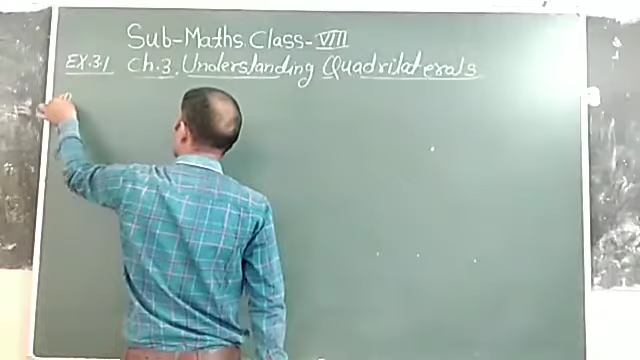 Sub-Maths Class-VIII
EX.3.1 Ch.3. Understanding Quadrilaterals